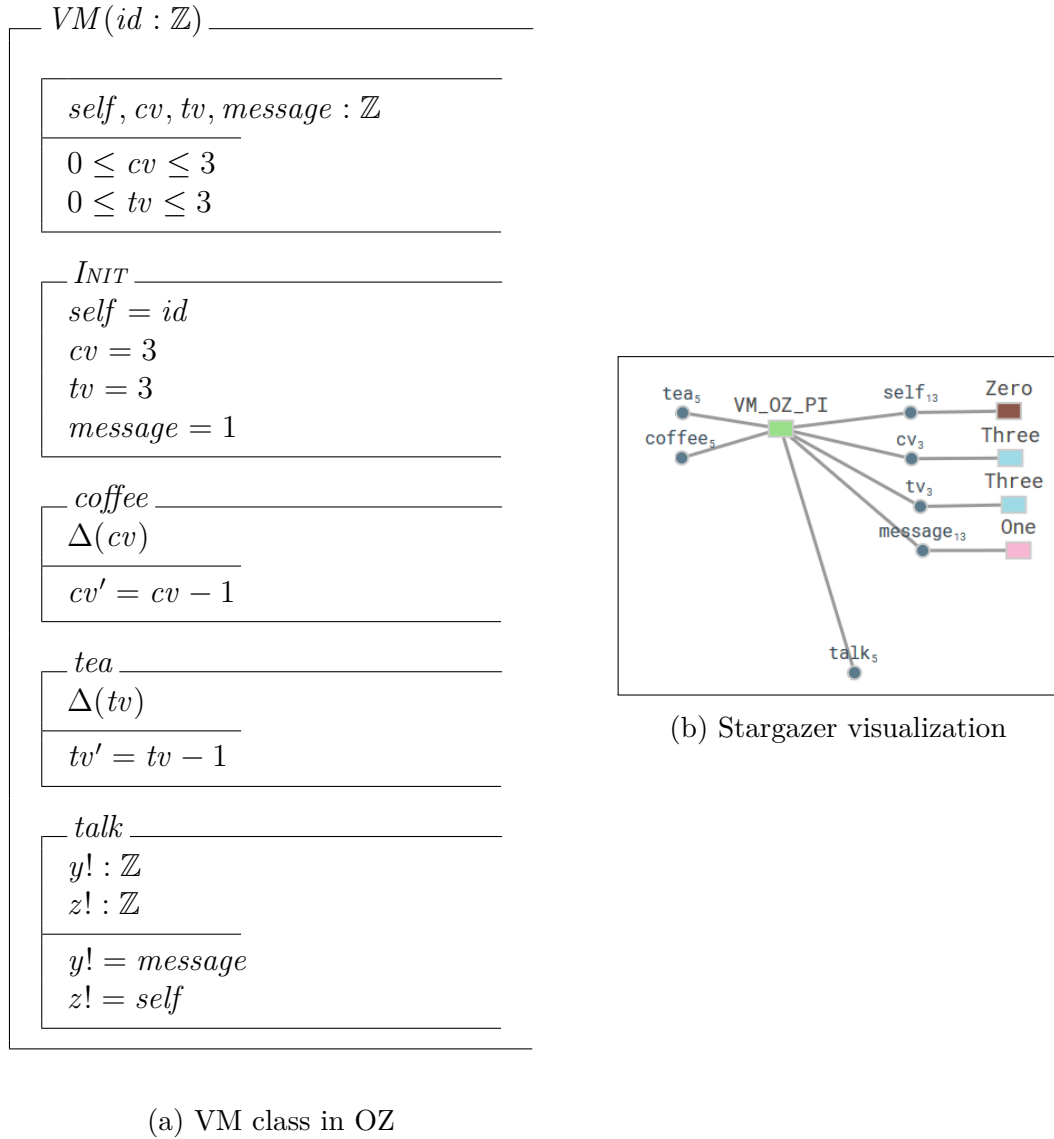 VM(id : ℤ)
self, cv, tv, message : ℤ
0 ≤ cv ≤ 3
0 ≤ tv ≤ 3
INIT
self = id
cv = 3
tv = 3
message = 1
coffee
Δ(cv)
cv′ = cv − 1
tea
Δ(tv)
tv′ = tv − 1
talk
y! : ℤ
z! : ℤ
y! = message
z! = self
(a) VM class in OZ
tea₅
VM_OZ_PI
self₁₃
Zero
coffee₅
cv₃
Three
tv₃
Three
message₁₃
One
talk₅
(b) Stargazer visualization